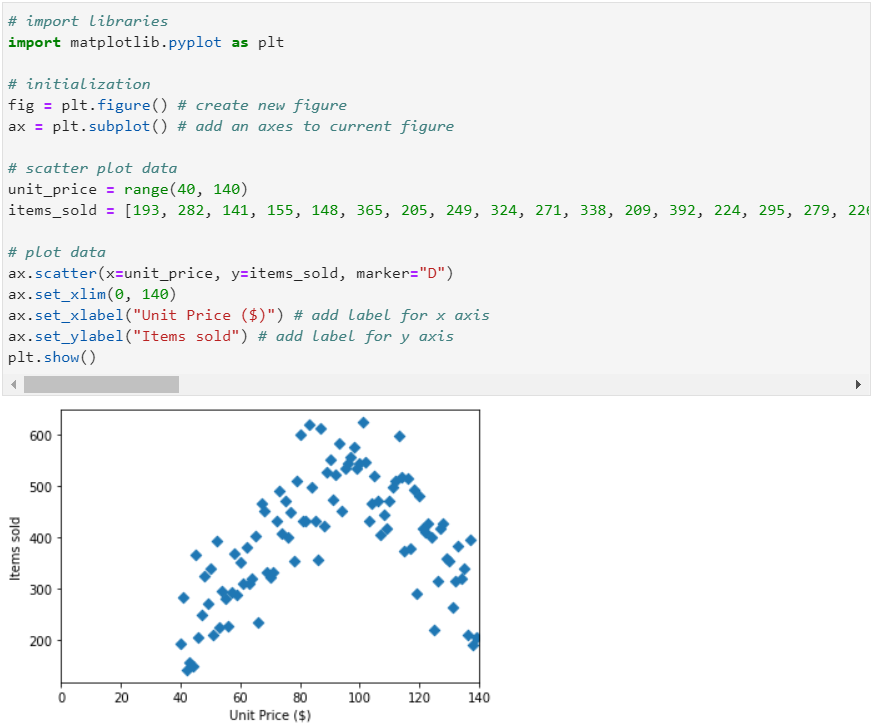 # import libraries
import matplotlib.pyplot as plt
# initialization
fig = plt.figure() # create new figure
ax = plt.subplot() # add an axes to current figure
# scatter plot data
unit_price = range(40, 140)
items_sold = [193, 282, 141, 155, 148, 365, 205, 249, 324, 271, 338, 209, 392, 224, 295, 279,
# plot data
ax.scatter(x=unit_price, y=items_sold, marker="D")
ax.set_xlim(0, 140)
ax.set_xlabel("Unit Price ($)") # add label for x axis
ax.set_ylabel("Items sold") # add label for y axis
plt.show()
600
500
400
300
200
Items sold
0 20 40 60 80 100 120 140
Unit Price ($)